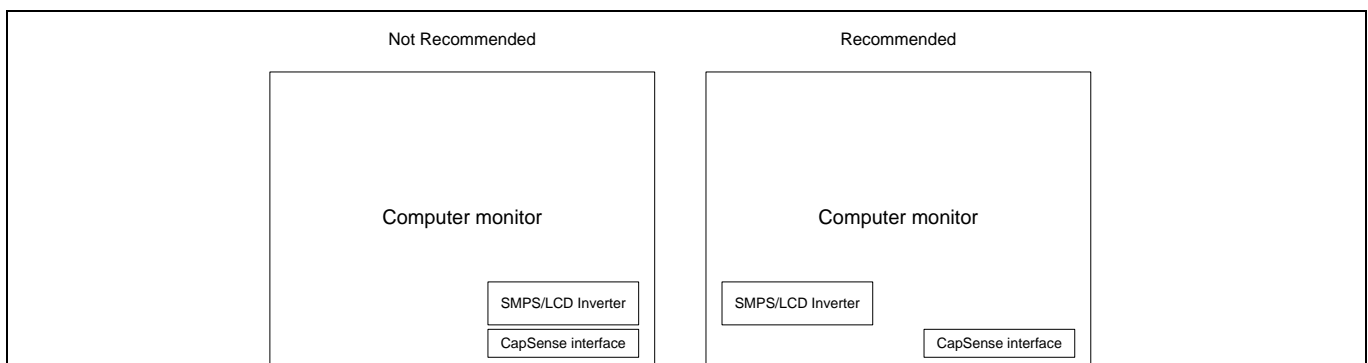 Not Recommended
Recommended
Computer monitor
Computer monitor
SMPS/LCD Inverter
SMPS/LCD Inverter
CapSense interface
CapSense interface